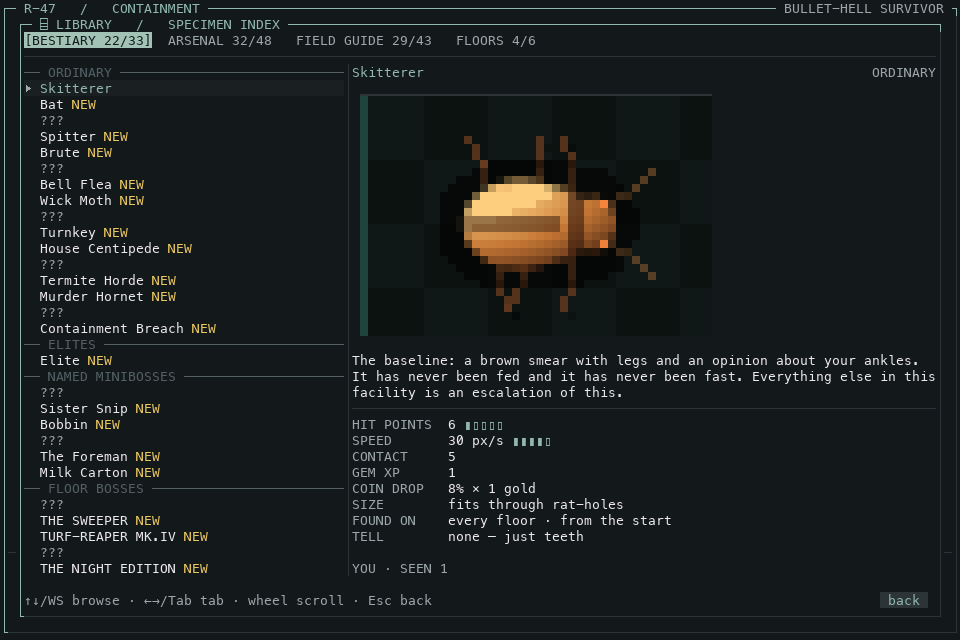 R−47 / CONTAINMENT BULLET−HELL SURVIVOR
LIBRARY / SPECIMEN INDEX
[BESTIARY 22/33] ARSENAL 32/48 FIELD GUIDE 29/43 FLOORS 4/6
ORDINARY
▸ Skitterer
Bat NEW
???
Spitter NEW
Brute NEW
???
Bell Flea NEW
Wick Moth NEW
???
Turnkey NEW
House Centipede NEW
???
Termite Horde NEW
Murder Hornet NEW
???
Containment Breach NEW
ELITES
Elite NEW
NAMED MINIBOSSES
???
Sister Snip NEW
Bobbin NEW
???
The Foreman NEW
Milk Carton NEW
FLOOR BOSSES
???
THE SWEEPER NEW
TURF−REAPER MK.IV NEW
???
THE NIGHT EDITION NEW
Skitterer ORDINARY
The baseline: a brown smear with legs and an opinion about your ankles.
It has never been fed and it has never been fast. Everything else in this
facility is an escalation of this.
HIT POINTS 6 ▮▯▯▯▯
SPEED 30 px/s ▮▮▮▮▯
CONTACT 5
GEM XP 1
COIN DROP 8% × 1 gold
SIZE fits through rat−holes
FOUND ON every floor · from the start
TELL none — just teeth
YOU · SEEN 1
↑↓/WS browse · ←→/Tab tab · wheel scroll · Esc back
back